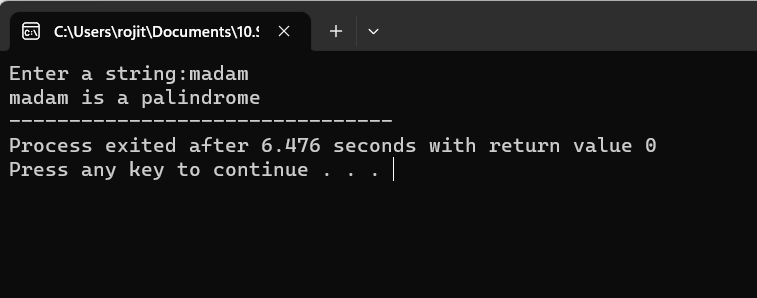 C:\Users\rojit\Documents\10.S
Enter a string:madam
madam is a palindrome
--------------------------------
Process exited after 6.476 seconds with return value 0
Press any key to continue . . .